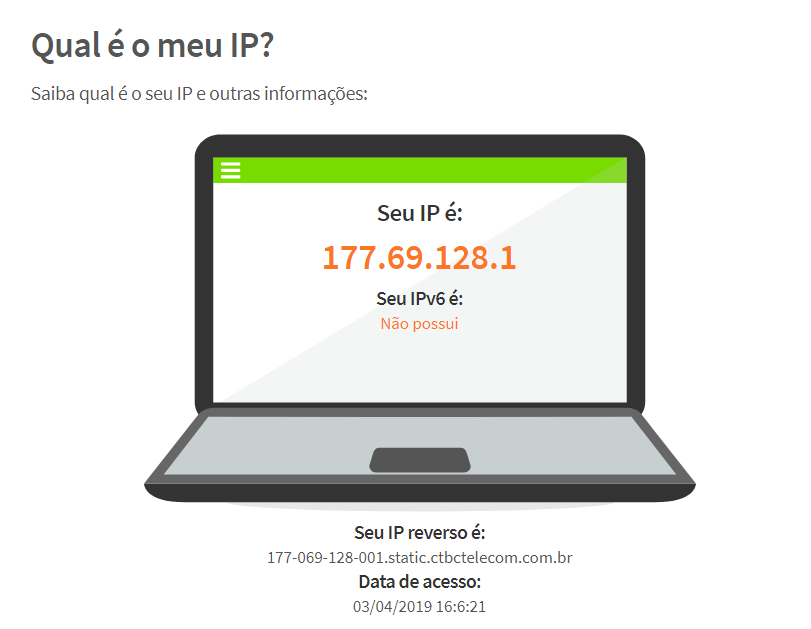 Qual é o meu IP?
Saiba qual é o seu IP e outras informações:
Seu IP é:
177.69.128.1
Seu IPv6 é:
Não possui
Seu IP reverso é:
177-069-128-001.static.ctbctelecom.com.br
Data de acesso:
03/04/2019 16:6:21